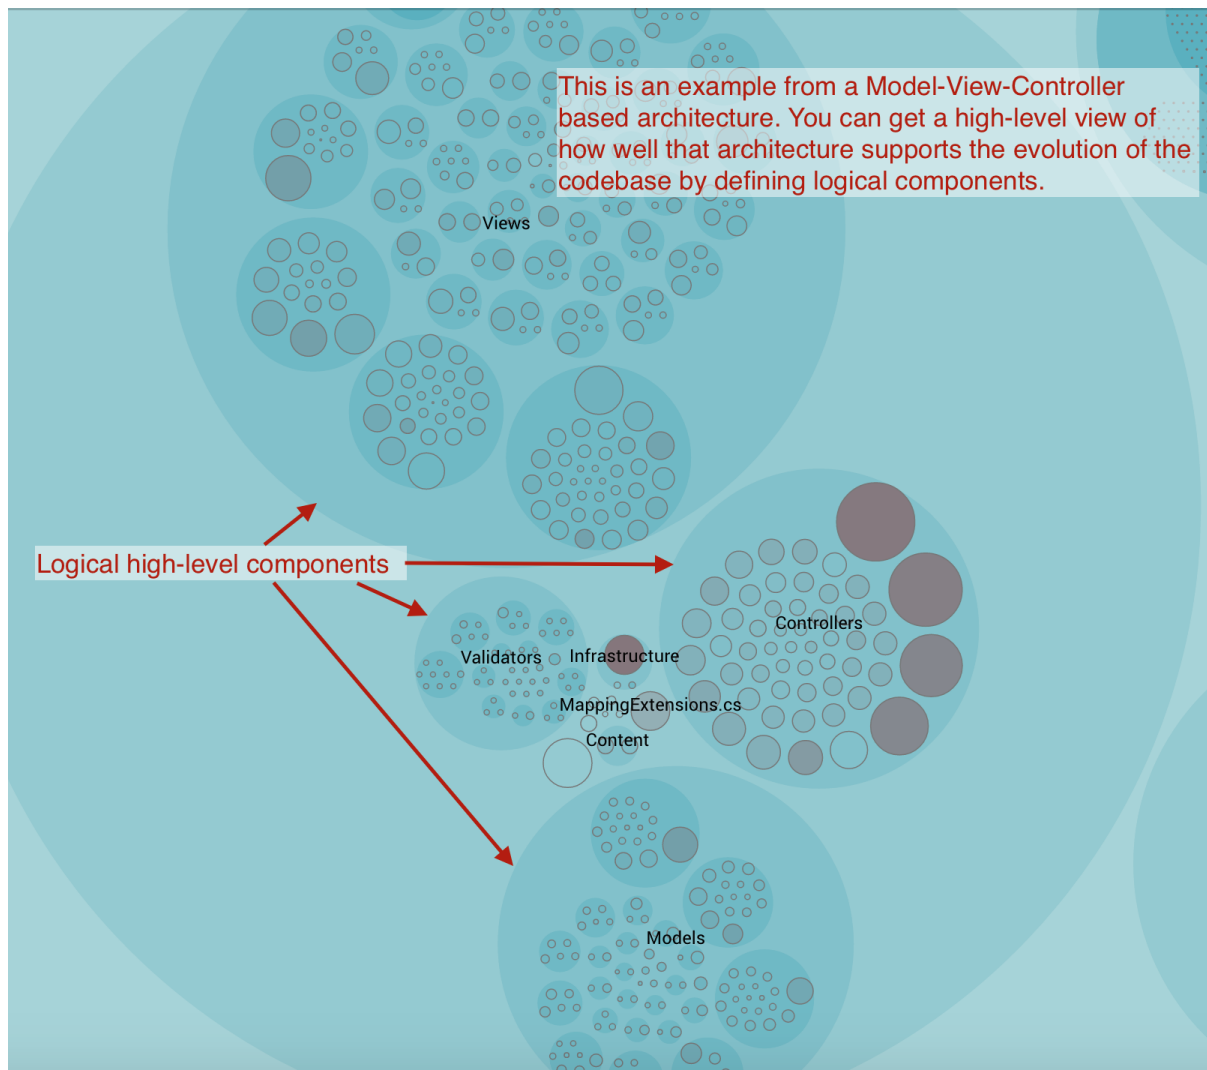 This is an example from a Model-View-Controller
based architecture. You can get a high-level view of
how well that architecture supports the evolution of the
codebase by defining logical components.
Views
Logical high-level components
Controllers
Validators
Infrastructure
MappingExtensions.cs
Content
Models